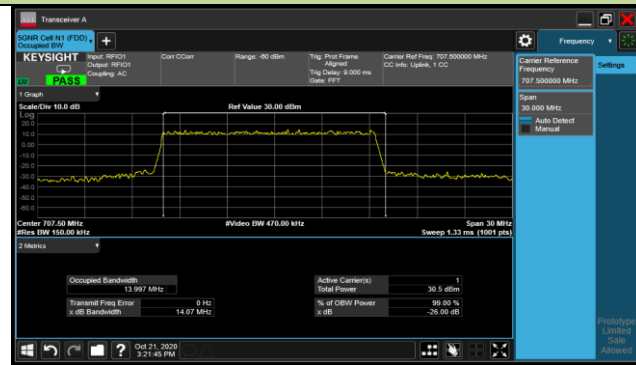 Transceiver A
5GNR Cell N1 (FDD)
Occupied BW
Frequency
KEYSIGHT
PASS
Input: RFIO1
Output: RFIO1
Coupling: AC
Corr CCorr
Range: -60 dBm
Trig: Prot Frame
Aligned
Trig Delay: 9.000 ms
Gate: FFT
Carrier Ref Freq: 707.500000 MHz
CC Info: Uplink, 1 CC
Carrier Reference
Frequency
707.500000 MHz
Settings
Span
30.000 MHz
Auto Detect
Manual
1 Graph
Scale/Div 10.0 dB
Ref Value 30.00 dBm
Log
20.0
10.0
0.00
-10.0
-20.0
-30.0
-40.0
-50.0
-60.0
Center 707.50 MHz
#Video BW 470.00 kHz
Span 30 MHz
#Res BW 150.00 kHz
Sweep 1.33 ms (1001 pts)
2 Metrics
Occupied Bandwidth
13.997 MHz
Active Carrier(s) 1
Total Power 30.5 dBm
Transmit Freq Error 0 Hz
x dB Bandwidth 14.07 MHz
% of OBW Power 99.00 %
x dB -26.00 dB
Prototype
Limited
Sale
Allowed
?
Oct 21, 2020
3:21:45 PM